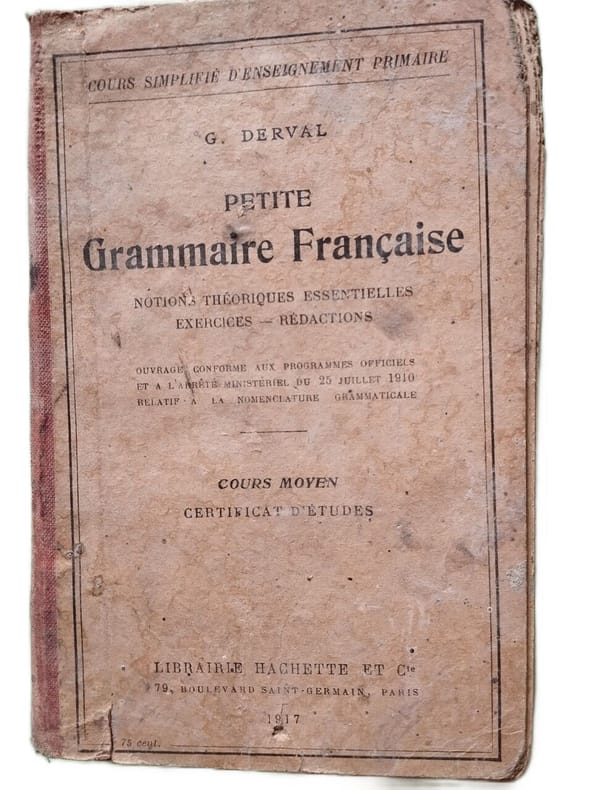 COURS SIMPLIFIÉ D'ENSEIGNEMENT PRIMAIRE
G. DERVAL
PETITE
Grammaire Française
NOTIONS THÉORIQUES ESSENTIELLES
EXERCICES — RÉDACTIONS
OUVRAGE CONFORME AUX PROGRAMMES OFFICIELS
ET A L'ARRÊTÉ MINISTÉRIEL DU 25 JUILLET 1910
RELATIF A LA NOMENCLATURE GRAMMATICALE
COURS MOYEN
CERTIFICAT D'ÉTUDES
LIBRAIRIE HACHETTE ET Cie
79, BOULEVARD SAINT-GERMAIN, PARIS
1917
75 cent.